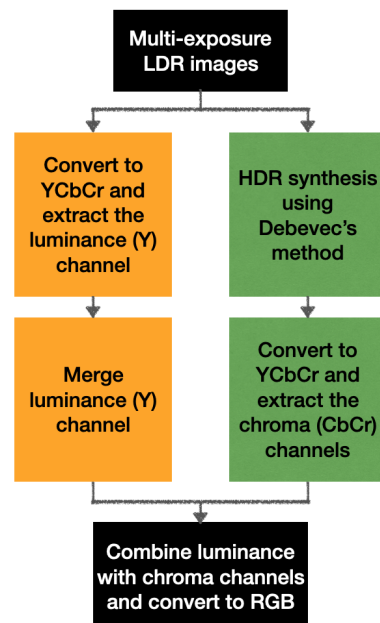 Multi-exposure
LDR images
Convert to
YCbCr and
extract the
luminance (Y)
channel
HDR synthesis
using
Debevec's
method
Merge
luminance (Y)
channel
Convert to
YCbCr and
extract the
chroma (CbCr)
channels
Combine luminance
with chroma channels
and convert to RGB